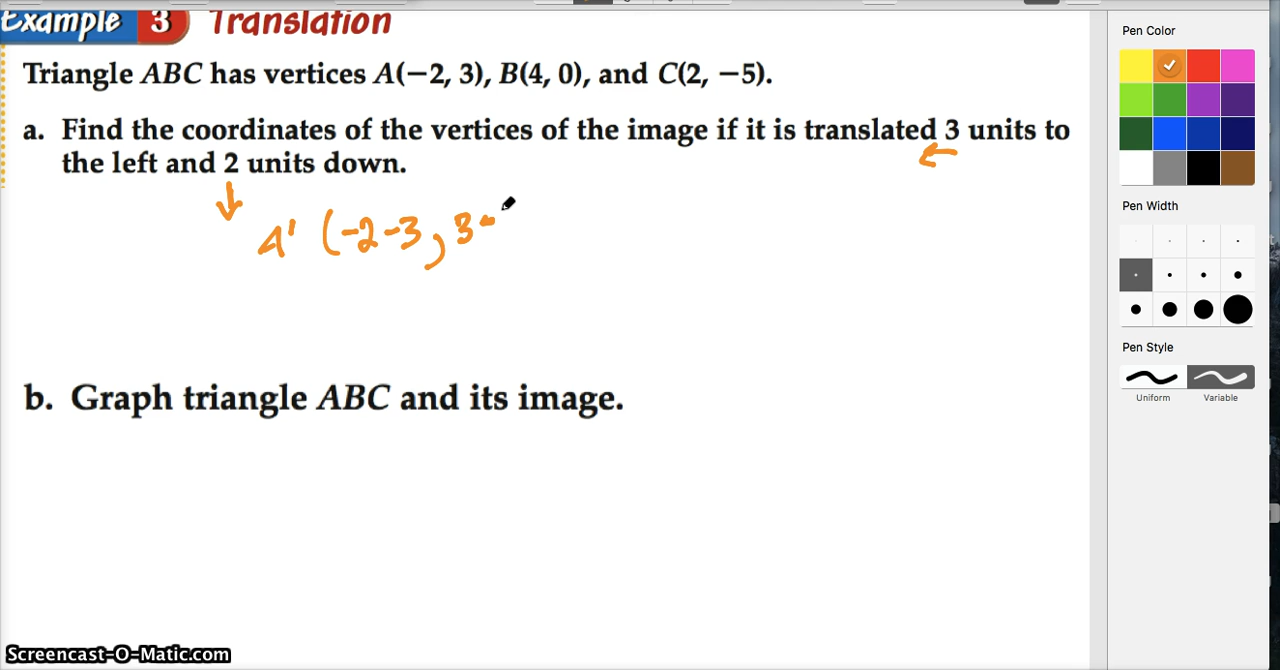 Example 3 Translation
Triangle ABC has vertices A(−2, 3), B(4, 0), and C(2, −5).
a. Find the coordinates of the vertices of the image if it is translated 3 units to
the left and 2 units down.
A' (-2-3, 3-
b. Graph triangle ABC and its image.
Screencast-O-Matic.com
Pen Color
Pen Width
Pen Style
Uniform Variable